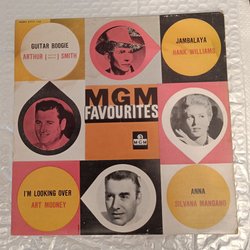 GUITAR BOOGIE
ARTHUR SMITH
JAMBALAYA
HANK WILLIAMS
MGM
FAVOURITES
MGM
I'M LOOKING OVER
ART MOONEY
ANNA
SILVANA MANGANO